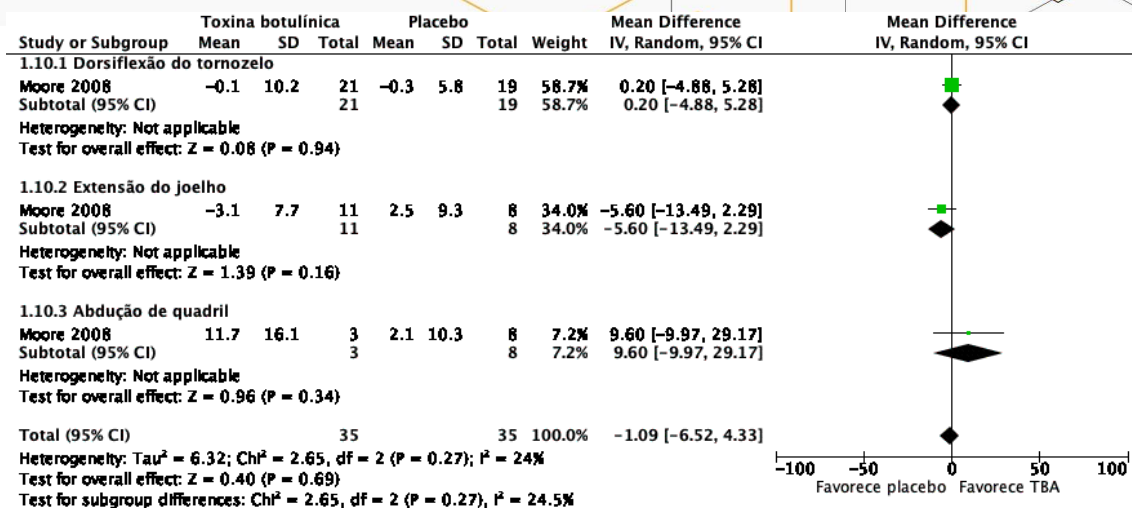 Toxina botulínica Placebo Mean Difference Mean Difference
Study or Subgroup Mean SD Total Mean SD Total Weight IV, Random, 95% CI IV, Random, 95% CI
1.10.1 Dorsiflexão do tornozelo
Moore 2008 −0.1 10.2 21 −0.3 5.8 19 58.7% 0.20 [−4.88, 5.28]
Subtotal (95% CI) 21 19 58.7% 0.20 [−4.88, 5.28]
Heterogeneity: Not applicable
Test for overall effect: Z = 0.08 (P = 0.94)
1.10.2 Extensão do joelho
Moore 2008 −3.1 7.7 11 2.5 9.3 8 34.0% −5.60 [−13.49, 2.29]
Subtotal (95% CI) 11 8 34.0% −5.60 [−13.49, 2.29]
Heterogeneity: Not applicable
Test for overall effect: Z = 1.39 (P = 0.16)
1.10.3 Abdução de quadril
Moore 2008 11.7 16.1 3 2.1 10.3 8 7.2% 9.60 [−9.97, 29.17]
Subtotal (95% CI) 3 8 7.2% 9.60 [−9.97, 29.17]
Heterogeneity: Not applicable
Test for overall effect: Z = 0.96 (P = 0.34)
Total (95% CI) 35 35 100.0% −1.09 [−6.52, 4.33]
Heterogeneity: Tau² = 6.32; Chi² = 2.65, df = 2 (P = 0.27); I² = 24%
Test for overall effect: Z = 0.40 (P = 0.69)
Test for subgroup differences: Chi² = 2.65, df = 2 (P = 0.27), I² = 24.5%
−100 −50 0 50 100
Favorece placebo Favorece TBA